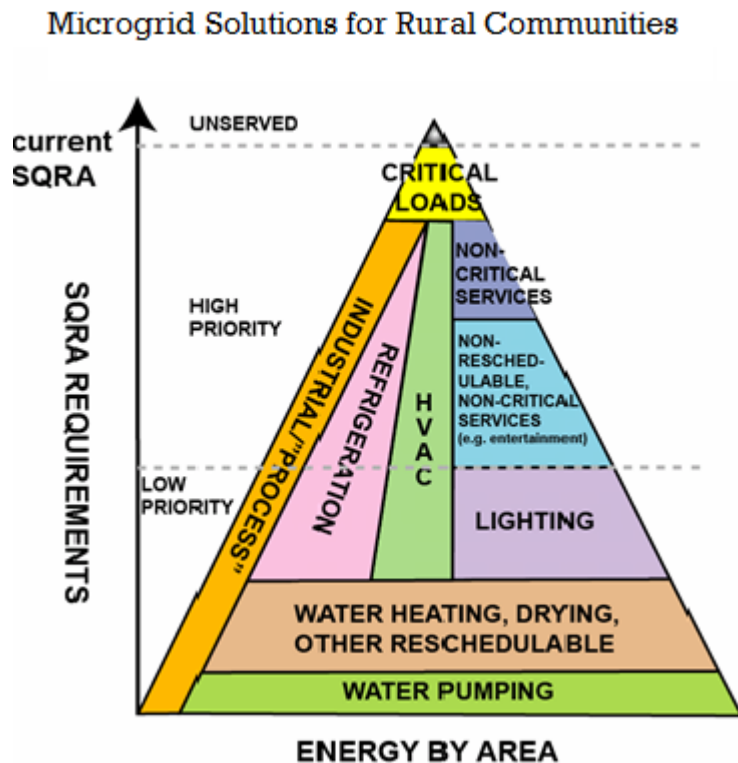 Microgrid Solutions for Rural Communities
current
SQRA
UNSERVED
CRITICAL
LOADS
HIGH
PRIORITY
NON-
CRITICAL
SERVICES
NON-
RESCHED-
ULABLE,
NON-CRITICAL
SERVICES
(e.g. entertainment)
INDUSTRIAL/"PROCESS"
REFRIGERATION
HVAC
LOW
PRIORITY
LIGHTING
SQRA REQUIREMENTS
WATER HEATING, DRYING,
OTHER RESCHEDULABLE
WATER PUMPING
ENERGY BY AREA